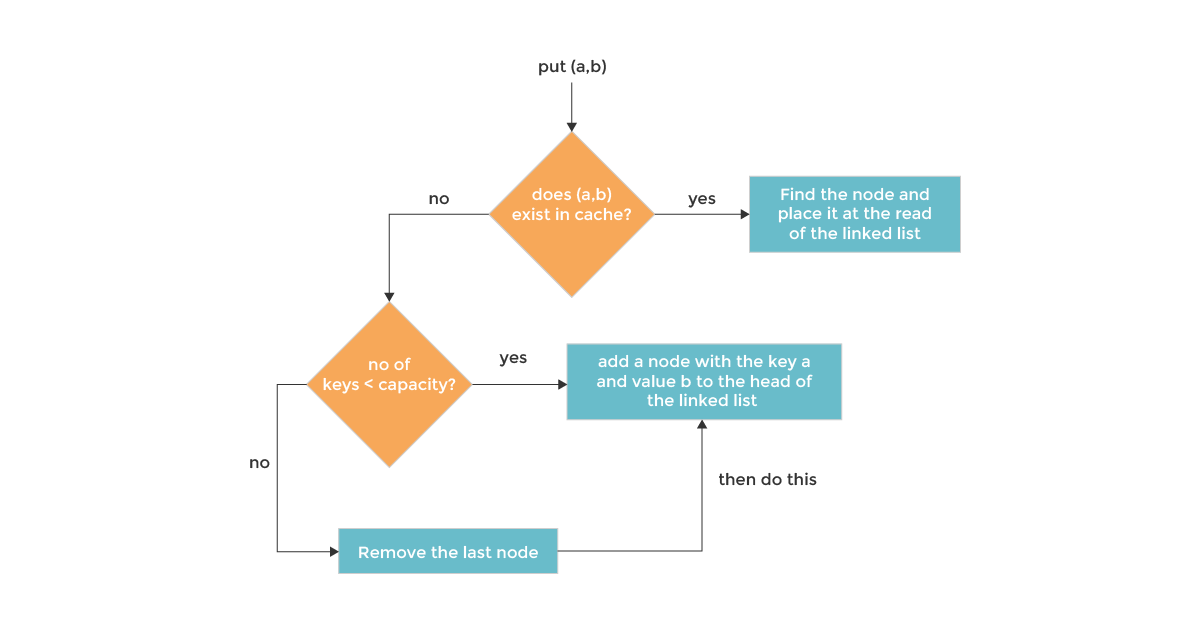 put (a,b)
does (a,b)
exist in cache?
no
yes
Find the node and
place it at the read
of the linked list
no of
keys < capacity?
yes
add a node with the key a
and value b to the head of
the linked list
no
then do this
Remove the last node